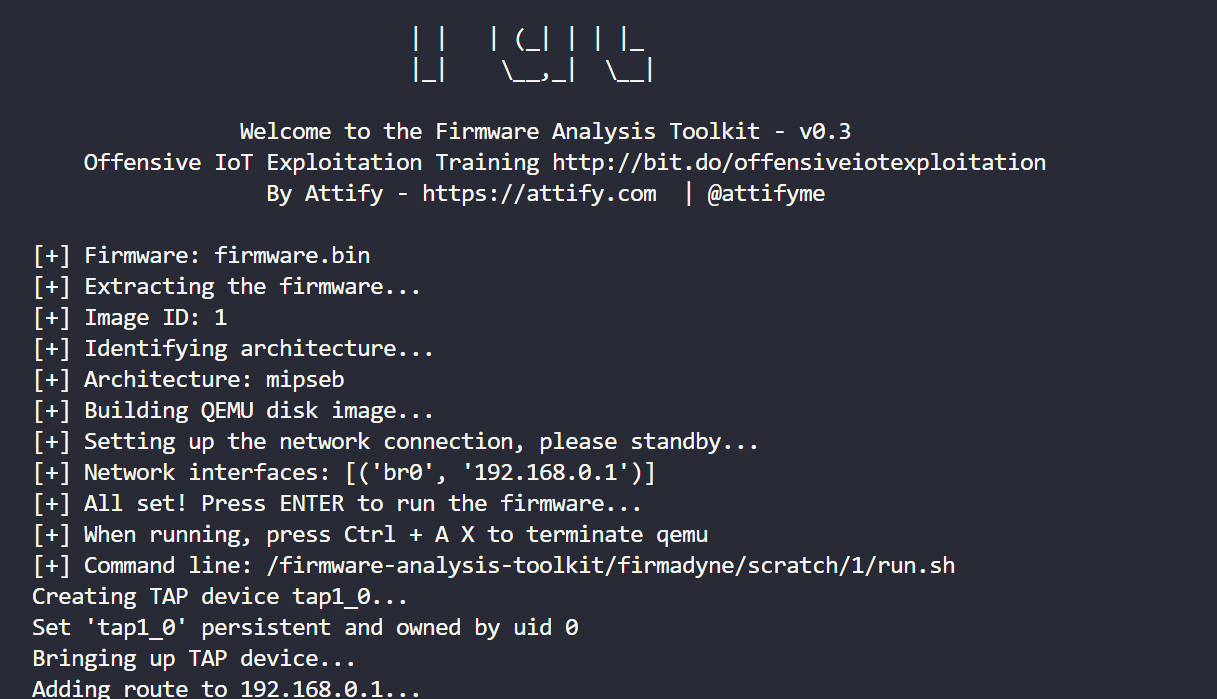 | |   | (_| | | |_
|_|    \__,_|  \__|
Welcome to the Firmware Analysis Toolkit - v0.3
Offensive IoT Exploitation Training http://bit.do/offensiveiotexploitation
By Attify - https://attify.com  | @attifyme
[+] Firmware: firmware.bin
[+] Extracting the firmware...
[+] Image ID: 1
[+] Identifying architecture...
[+] Architecture: mipseb
[+] Building QEMU disk image...
[+] Setting up the network connection, please standby...
[+] Network interfaces: [('br0', '192.168.0.1')]
[+] All set! Press ENTER to run the firmware...
[+] When running, press Ctrl + A X to terminate qemu
[+] Command line: /firmware-analysis-toolkit/firmadyne/scratch/1/run.sh
Creating TAP device tap1_0...
Set 'tap1_0' persistent and owned by uid 0
Bringing up TAP device...
Adding route to 192.168.0.1...